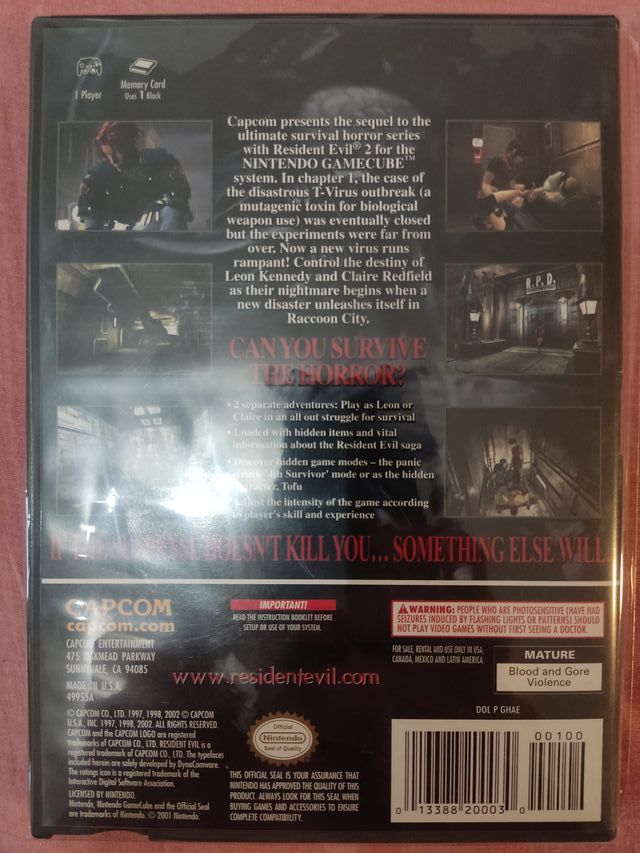 1 Player
Memory Card
Uses 1 Block
Capcom presents the sequel to the
ultimate survival horror series
with Resident Evil® 2 for the
NINTENDO GAMECUBE™
system. In chapter 1, the case of
the disastrous T-Virus outbreak (a
mutagenic toxin for biological
weapon use) was eventually closed
but the experiments were far from
over. Now a new virus runs
rampant! Control the destiny of
Leon Kennedy and Claire Redfield
as their nightmare begins when a
new disaster unleashes itself in
Raccoon City.
R.P.D.
CAN YOU SURVIVE
THE HORROR?
• 2 separate adventures: Play as Leon or
Claire in an all out struggle for survival
• Loaded with hidden items and vital
information about the Resident Evil saga
• Discover hidden game modes – the panic
struck '4th Survivor' mode or as the hidden
character, Tofu
Adjust the intensity of the game according
to player's skill and experience
IF THE SUSPENSE DOESN'T KILL YOU... SOMETHING ELSE WILL.
CAPCOM
capcom.com
CAPCOM ENTERTAINMENT
475 OAKMEAD PARKWAY
SUNNYVALE, CA 94085
MADE IN U.S.A.
49955A
IMPORTANT!
READ THE INSTRUCTION BOOKLET BEFORE
SETUP OR USE OF YOUR SYSTEM.
WARNING: PEOPLE WHO ARE PHOTOSENSITIVE (HAVE HAD
SEIZURES INDUCED BY FLASHING LIGHTS OR PATTERNS) SHOULD
NOT PLAY VIDEO GAMES WITHOUT FIRST SEEING A DOCTOR.
FOR SALE, RENTAL AND USE ONLY IN USA,
CANADA, MEXICO AND LATIN AMERICA.
MATURE
Blood and Gore
Violence
www.residentevil.com
DOL P GHAE
© CAPCOM CO., LTD. 1997, 1998, 2002 © CAPCOM
U.S.A., INC. 1997, 1998, 2002. ALL RIGHTS RESERVED.
CAPCOM and the CAPCOM LOGO are registered
trademarks of CAPCOM CO., LTD. RESIDENT EVIL is a
registered trademark of CAPCOM CO., LTD. The typefaces
included herein are solely developed by DynaComware.
The ratings icon is a registered trademark of the
Interactive Digital Software Association.
LICENSED BY NINTENDO.
Nintendo, Nintendo GameCube and the Official Seal
are trademarks of Nintendo. © 2001 Nintendo.
Official
Nintendo
Seal of Quality
THIS OFFICIAL SEAL IS YOUR ASSURANCE THAT
NINTENDO HAS APPROVED THE QUALITY OF THIS
PRODUCT. ALWAYS LOOK FOR THIS SEAL WHEN
BUYING GAMES AND ACCESSORIES TO ENSURE
COMPLETE COMPATIBILITY.
00100
0 13388 20003 0